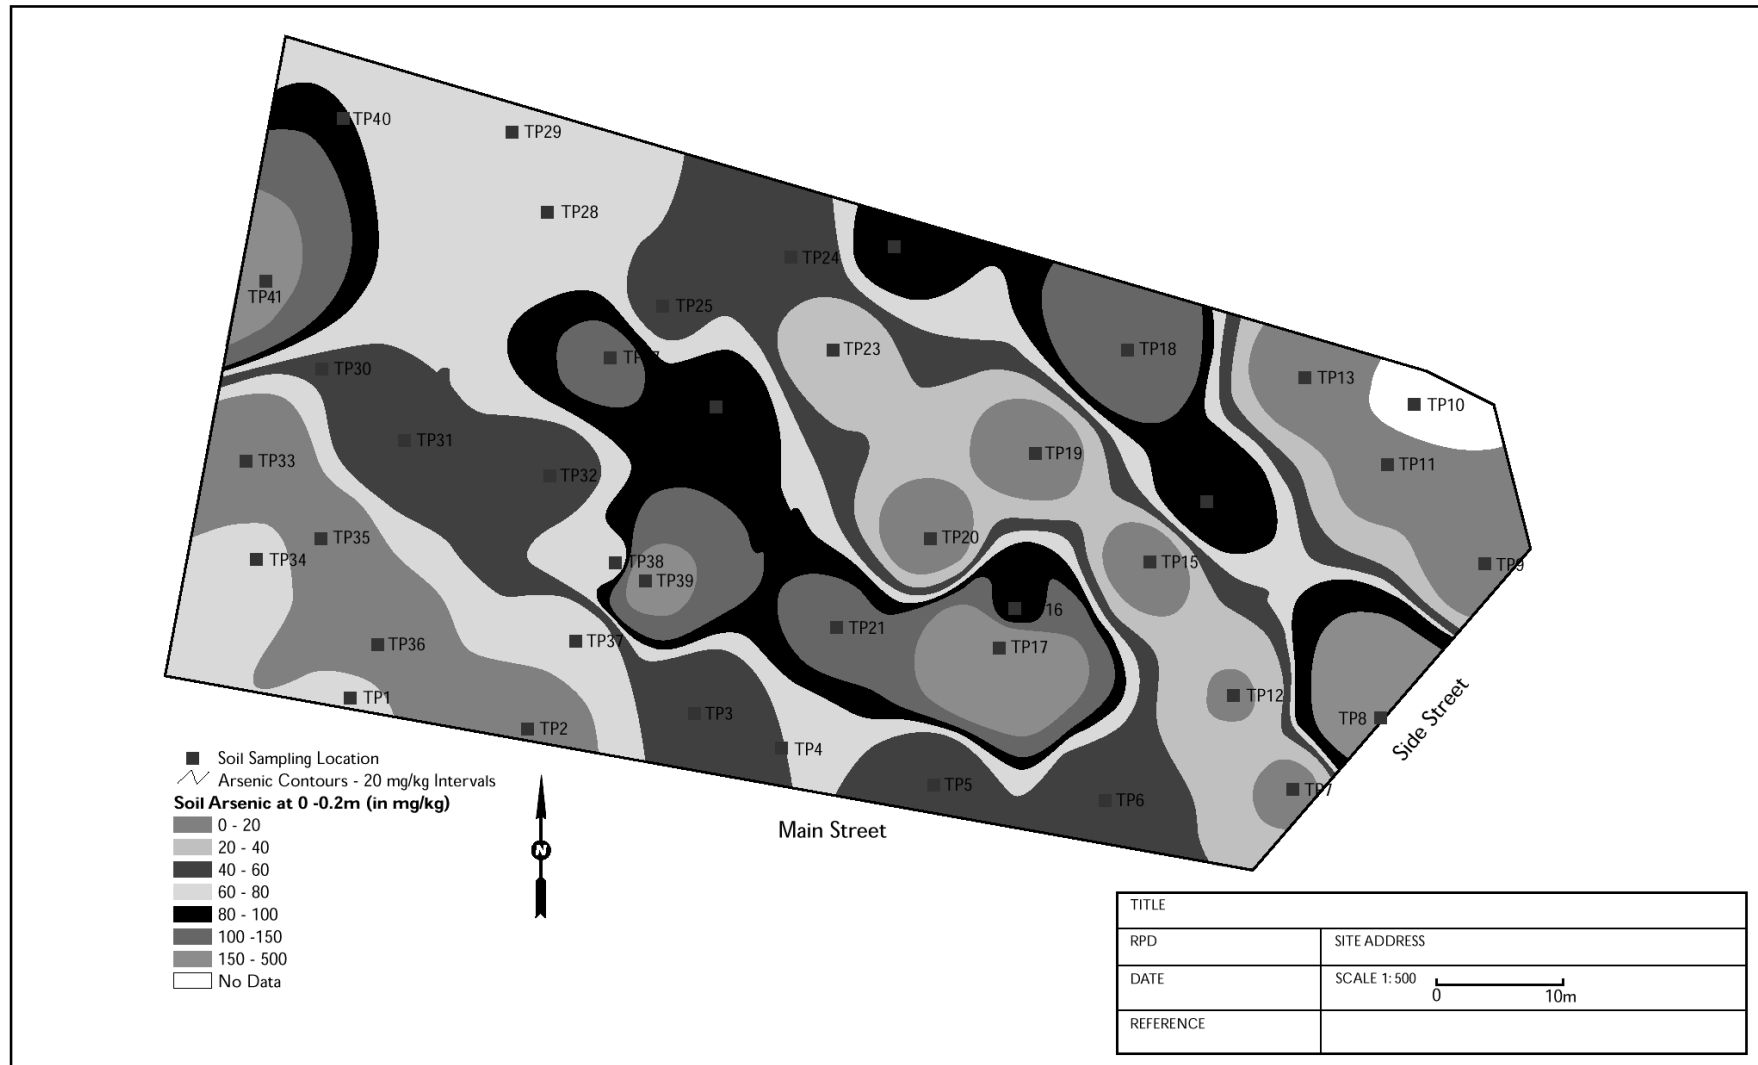 TP40
TP29
TP28
TP24
TP41
TP25
TP23
TP18
TP30
TP13
TP10
TP31
TP19
TP11
TP33
TP32
TP35
TP20
TP34
TP38
TP15
TP9
TP39
16
TP21
TP37
TP36
TP17
TP1
TP12
TP3
TP8
TP2
TP4
TP5
TP7
TP6
Side Street
Main Street
Soil Sampling Location
Arsenic Contours - 20 mg/kg Intervals
Soil Arsenic at 0 -0.2m (in mg/kg)
0 - 20
20 - 40
40 - 60
60 - 80
80 - 100
100 -150
150 - 500
No Data
N
TITLE
RPD
SITE ADDRESS
DATE
SCALE 1: 500
0 10m
REFERENCE